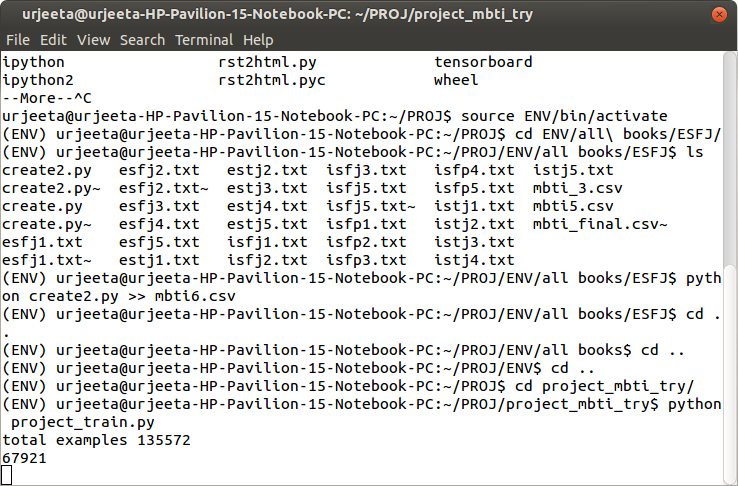 urjeeta@urjeeta-HP-Pavilion-15-Notebook-PC: ~/PROJ/project_mbti_try
File Edit View Search Terminal Help
ipython rst2html.py tensorboard
ipython2 rst2html.pyc wheel
--More--^C
urjeeta@urjeeta-HP-Pavilion-15-Notebook-PC:~/PROJ$ source ENV/bin/activate
(ENV) urjeeta@urjeeta-HP-Pavilion-15-Notebook-PC:~/PROJ$ cd ENV/all\ books/ESFJ/
(ENV) urjeeta@urjeeta-HP-Pavilion-15-Notebook-PC:~/PROJ/ENV/all books/ESFJ$ ls
create2.py esfj2.txt estj2.txt isfj3.txt isfp4.txt istj5.txt
create2.py~ esfj2.txt~ estj3.txt isfj5.txt isfp5.txt mbti_3.csv
create.py esfj3.txt estj4.txt isfj5.txt~ istj1.txt mbti5.csv
create.py~ esfj4.txt estj5.txt isfp1.txt istj2.txt mbti_final.csv~
esfj1.txt esfj5.txt isfj1.txt isfp2.txt istj3.txt
esfj1.txt~ estj1.txt isfj2.txt isfp3.txt istj4.txt
(ENV) urjeeta@urjeeta-HP-Pavilion-15-Notebook-PC:~/PROJ/ENV/all books/ESFJ$ pyth
on create2.py >> mbti6.csv
(ENV) urjeeta@urjeeta-HP-Pavilion-15-Notebook-PC:~/PROJ/ENV/all books/ESFJ$ cd .
.
(ENV) urjeeta@urjeeta-HP-Pavilion-15-Notebook-PC:~/PROJ/ENV/all books$ cd ..
(ENV) urjeeta@urjeeta-HP-Pavilion-15-Notebook-PC:~/PROJ/ENV$ cd ..
(ENV) urjeeta@urjeeta-HP-Pavilion-15-Notebook-PC:~/PROJ$ cd project_mbti_try/
(ENV) urjeeta@urjeeta-HP-Pavilion-15-Notebook-PC:~/PROJ/project_mbti_try$ python
 project_train.py
total examples 135572
67921